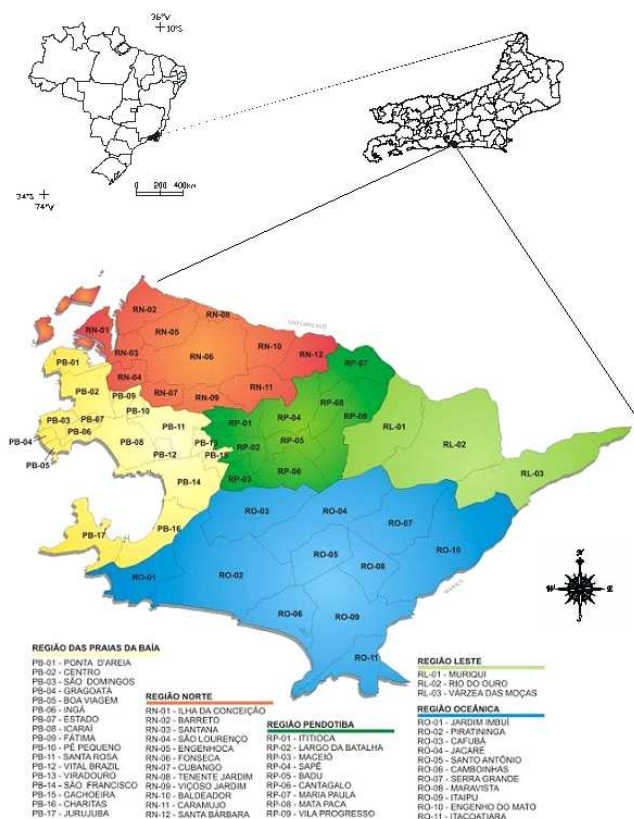 36°V
10°S
34°S
74°V
0 200 400km
RN-02
RN-08
RN-01
RN-05
RN-03
RN-06
RN-10
RN-12
RN-04
RN-07
RN-09
RN-11
PB-01
PB-02
PB-09
PB-10
PB-03
PB-07
PB-06
PB-04
PB-05
PB-11
PB-08
PB-12
PB-15
PB-14
PB-16
PB-17
RP-07
RP-08
RP-01
RP-04
RP-09
RP-02
RP-05
RP-03
RP-06
RL-01
RL-02
RL-03
RO-03
RO-04
RO-07
RO-05
RO-10
RO-01
RO-02
RO-08
RO-06
RO-09
RO-11
W
E
REGIÃO DAS PRAIAS DA BAÍA
PB-01 - PONTA D'AREIA
PB-02 - CENTRO
PB-03 - SÃO DOMINGOS
PB-04 - GRAGOATÁ
PB-05 - BOA VIAGEM
PB-06 - INGÁ
PB-07 - ESTADO
PB-08 - ICARAÍ
PB-09 - FÁTIMA
PB-10 - PÉ PEQUENO
PB-11 - SANTA ROSA
PB-12 - VITAL BRAZIL
PB-13 - VIRADOURO
PB-14 - SÃO FRANCISCO
PB-15 - CACHOEIRA
PB-16 - CHARITAS
PB-17 - JURUJUBA
REGIÃO NORTE
RN-01 - ILHA DA CONCEIÇÃO
RN-02 - BARRETO
RN-03 - SANTANA
RN-04 - SÃO LOURENÇO
RN-05 - ENGENHOCA
RN-06 - FONSECA
RN-07 - CUBANGO
RN-08 - TENENTE JARDIM
RN-09 - VIÇOSO JARDIM
RN-10 - BALDEADOR
RN-11 - CARAMUJO
RN-12 - SANTA BÁRBARA
REGIÃO PENDOTIBA
RP-01 - ITITIOCA
RP-02 - LARGO DA BATALHA
RP-03 - MACEIÓ
RP-04 - SAPÊ
RP-05 - BADU
RP-06 - CANTAGALO
RP-07 - MARIA PAULA
RP-08 - MATA PACA
RP-09 - VILA PROGRESSO
REGIÃO LESTE
RL-01 - MURIQUI
RL-02 - RIO DO OURO
RL-03 - VÁRZEA DAS MOÇAS
REGIÃO OCEÂNICA
RO-01 - JARDIM IMBUÍ
RO-02 - PIRATININGA
RO-03 - CAFUBÁ
RO-04 - JACARÉ
RO-05 - SANTO ANTÔNIO
RO-06 - CAMBOINHAS
RO-07 - SERRA GRANDE
RO-08 - MARAVISTA
RO-09 - ITAIPU
RO-10 - ENGENHO DO MATO
RO-11 - ITACOATIARA